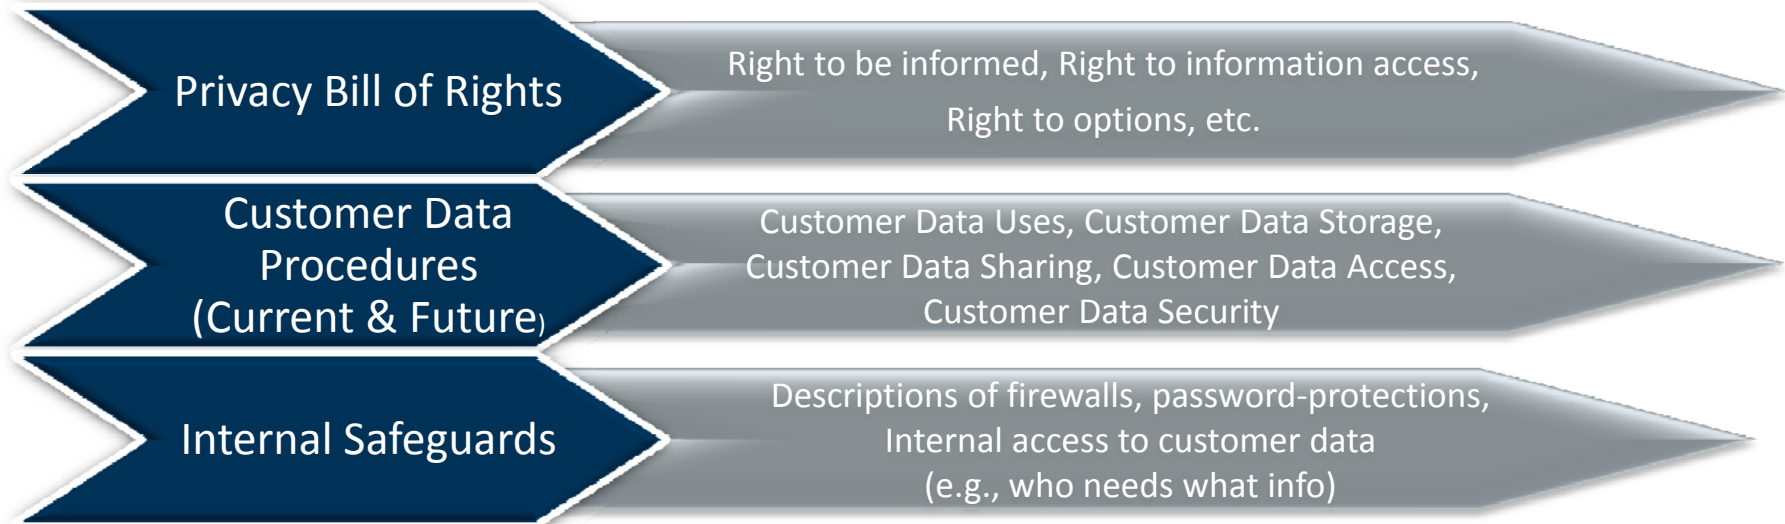 Privacy Bill of Rights
Right to be informed, Right to information access,
Right to options, etc.
Customer Data
Procedures
(Current & Future)
Customer Data Uses, Customer Data Storage,
Customer Data Sharing, Customer Data Access,
Customer Data Security
Internal Safeguards
Descriptions of firewalls, password-protections,
Internal access to customer data
(e.g., who needs what info)